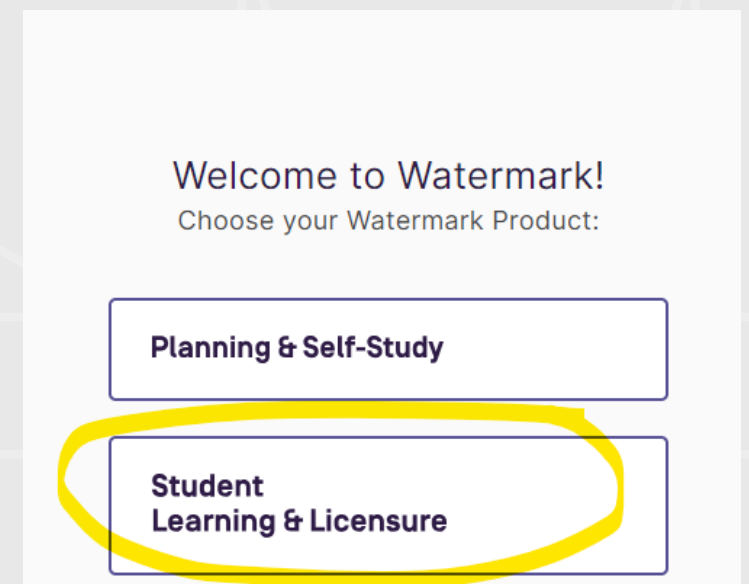 Welcome to Watermark!
Choose your Watermark Product:
Planning & Self-Study
Student
Learning & Licensure